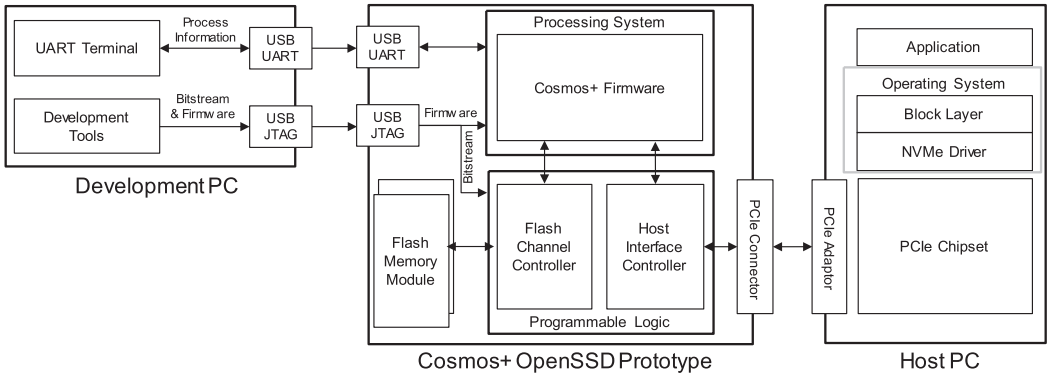 UART Terminal
Process
Information
USB
UART
USB
UART
Development
Tools
Bitstream
& Firmware
USB
JTAG
USB
JTAG
Development PC
Firmware
Bitstream
Processing System
Cosmos+ Firmware
Flash
Memory
Module
Flash
Channel
Controller
Host
Interface
Controller
Programmable Logic
PCIe Connector
Cosmos+ OpenSSD Prototype
PCIe Adaptor
Application
Operating System
Block Layer
NVMe Driver
PCIe Chipset
Host PC